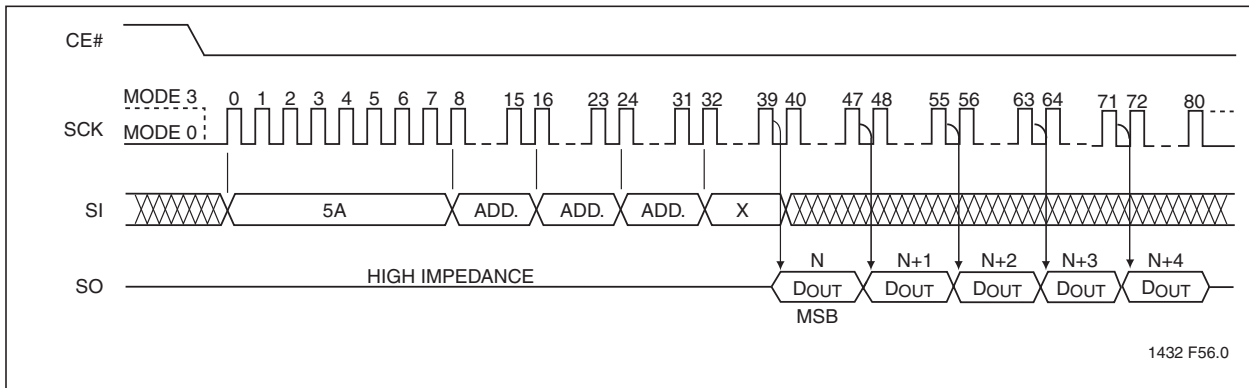 CE#
MODE 3
0 1 2 3 4 5 6 7 8 15 16 23 24 31 32 39 40 47 48 55 56 63 64 71 72 80
SCK
MODE 0
SI
5A ADD. ADD. ADD. X
N N+1 N+2 N+3 N+4
HIGH IMPEDANCE
SO
DOUT DOUT DOUT DOUT DOUT
MSB
1432 F56.0